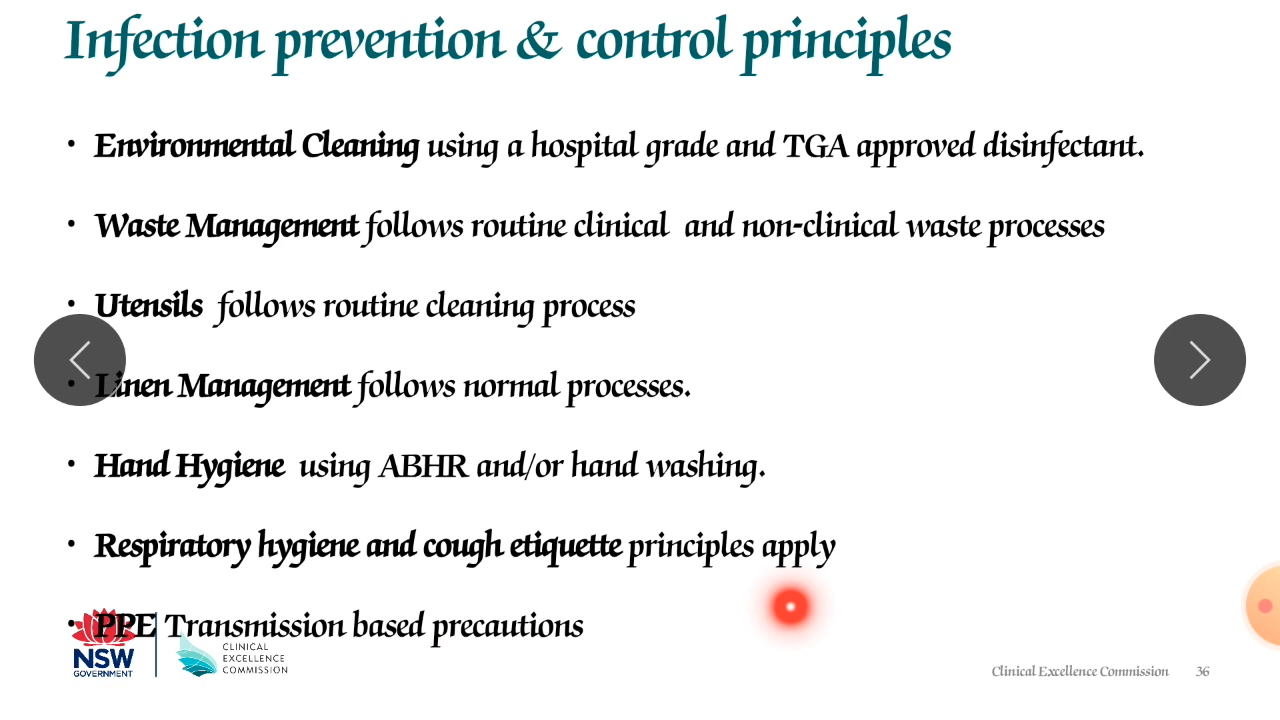 Infection prevention & control principles
• Environmental Cleaning using a hospital grade and TGA approved disinfectant.
• Waste Management follows routine clinical and non-clinical waste processes
• Utensils follows routine cleaning process
• Linen Management follows normal processes.
• Hand Hygiene using ABHR and/or hand washing.
• Respiratory hygiene and cough etiquette principles apply
• PPE Transmission based precautions
NSW
GOVERNMENT
CLINICAL
EXCELLENCE
COMMISSION
Clinical Excellence Commission 36